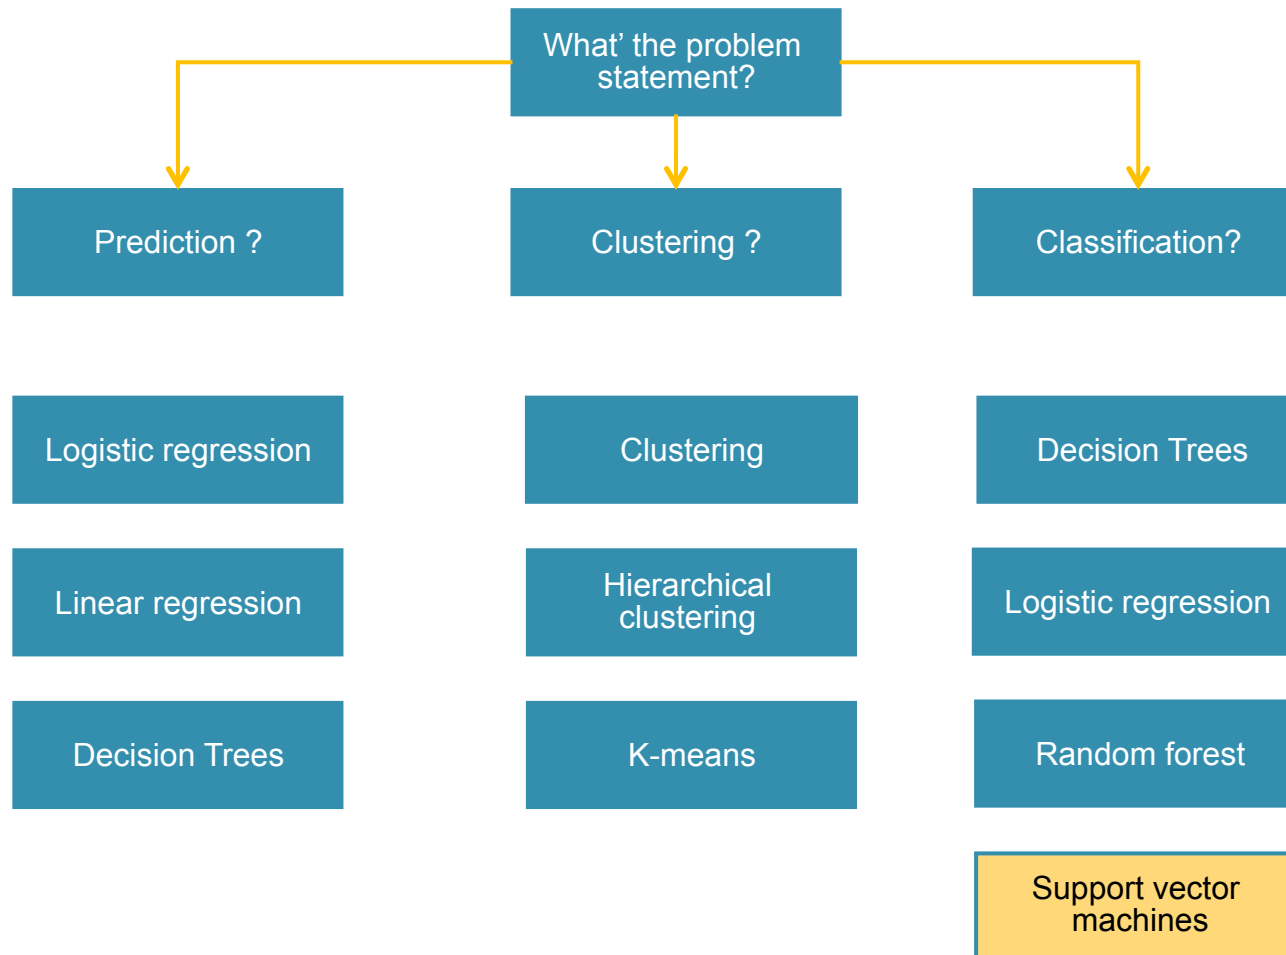 What’ the problem
statement?
Prediction ?
Clustering ?
Classification?
Logistic regression
Clustering
Decision Trees
Linear regression
Hierarchical
clustering
Logistic regression
Decision Trees
K-means
Random forest
Support vector
machines